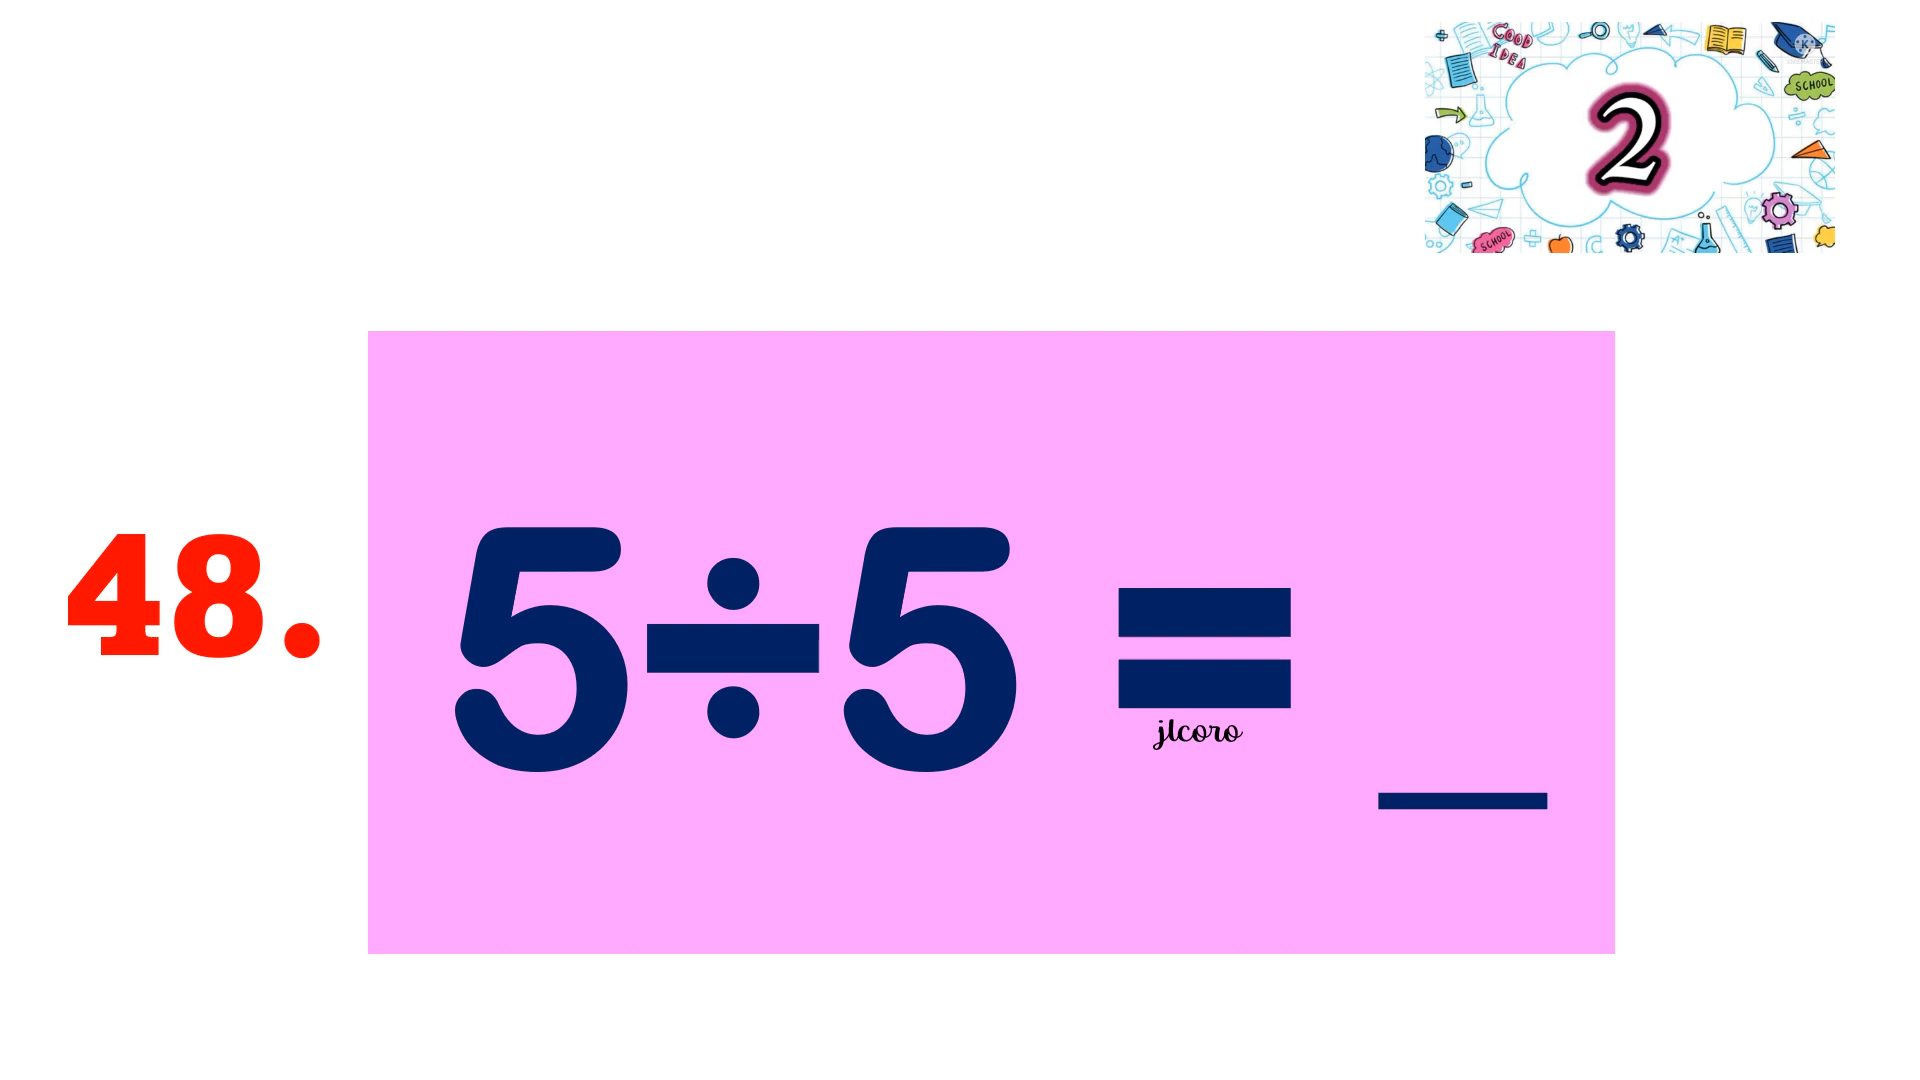 GOOD
IDEA
SCHOOL
2
SCHOOL
A+
48.
5÷5 = _
jlcoro